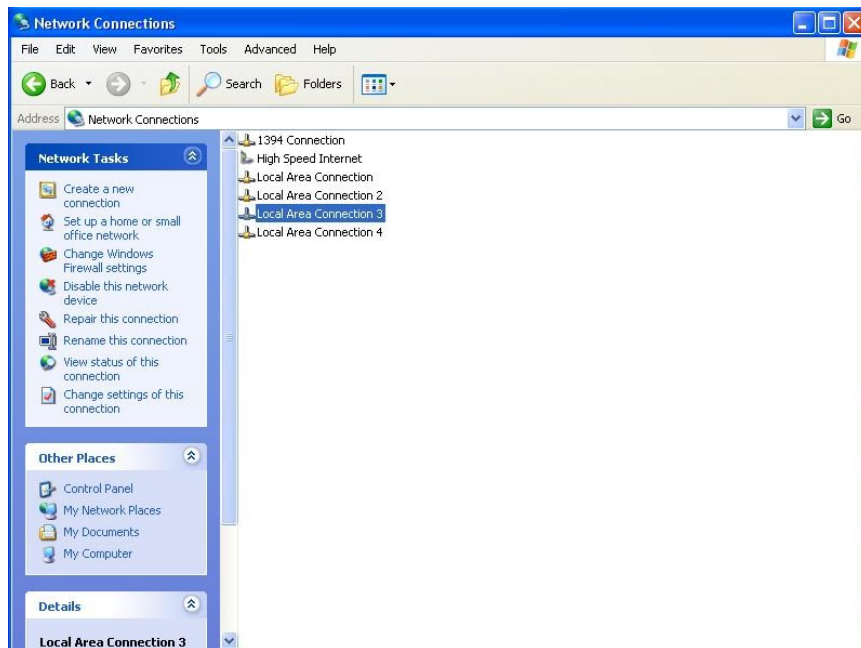 Network Connections
File Edit View Favorites Tools Advanced Help
Back Search Folders
Address Network Connections Go
Network Tasks
Create a new
connection
Set up a home or small
office network
Change Windows
Firewall settings
Disable this network
device
Repair this connection
Rename this connection
View status of this
connection
Change settings of this
connection
Other Places
Control Panel
My Network Places
My Documents
My Computer
Details
Local Area Connection 3
1394 Connection
High Speed Internet
Local Area Connection
Local Area Connection 2
Local Area Connection 3
Local Area Connection 4